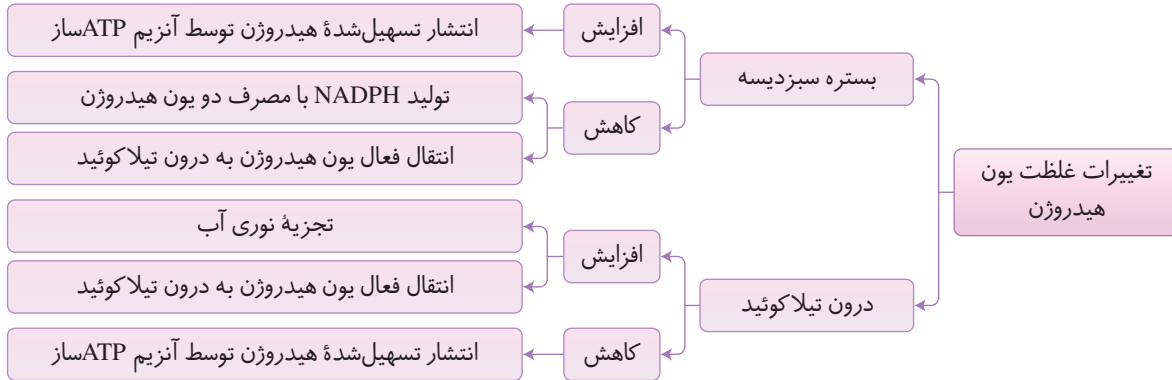 تغییرات غلظت یون
هیدروژن
بستره سبزدیسه
افزایش
انتشار تسهیل‌شدهٔ هیدروژن توسط آنزیم ATPساز
کاهش
تولید NADPH با مصرف دو یون هیدروژن
انتقال فعال یون هیدروژن به درون تیلاکوئید
درون تیلاکوئید
افزایش
تجزیهٔ نوری آب
انتقال فعال یون هیدروژن به درون تیلاکوئید
کاهش
انتشار تسهیل‌شدهٔ هیدروژن توسط آنزیم ATPساز